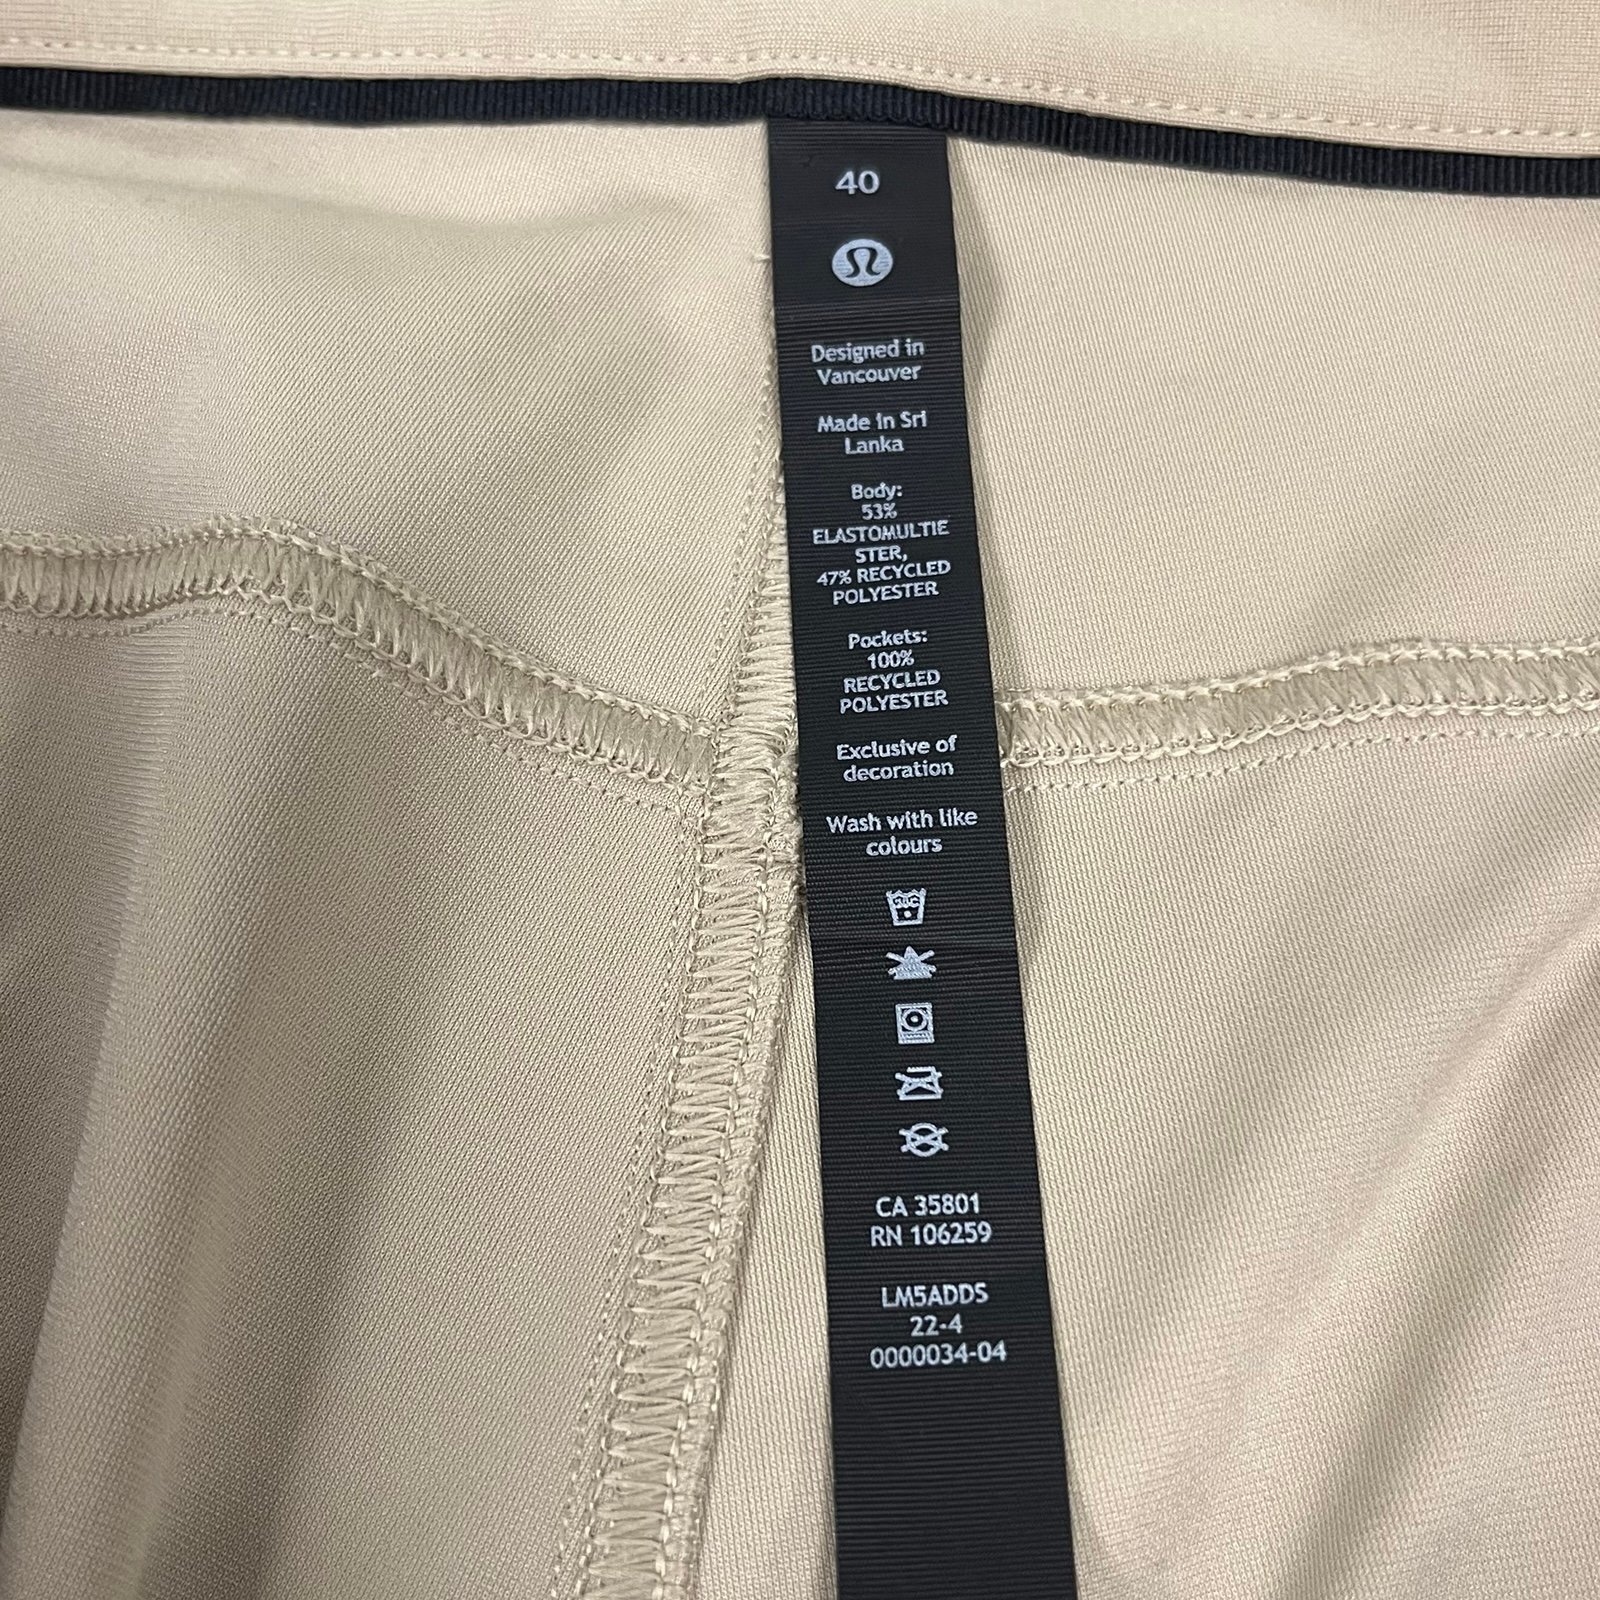 40
Designed in
Vancouver
Made in Sri
Lanka
Body:
53%
ELASTOMULTIE
STER,
47% RECYCLED
POLYESTER
Pockets:
100%
RECYCLED
POLYESTER
Exclusive of
decoration
Wash with like
colours
CA 35801
RN 106259
LM5ADDS
22-4
0000034-04